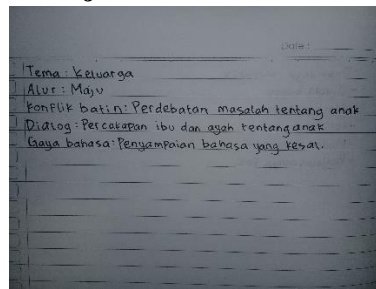 Date:
Tema: Keluarga
Alur: Maju
Konflik batin: Perdebatan masalah tentang anak
Dialog: Percakapan ibu dan ayah tentang anak
Gaya bahasa: Penyampaian bahasa yang kesal.